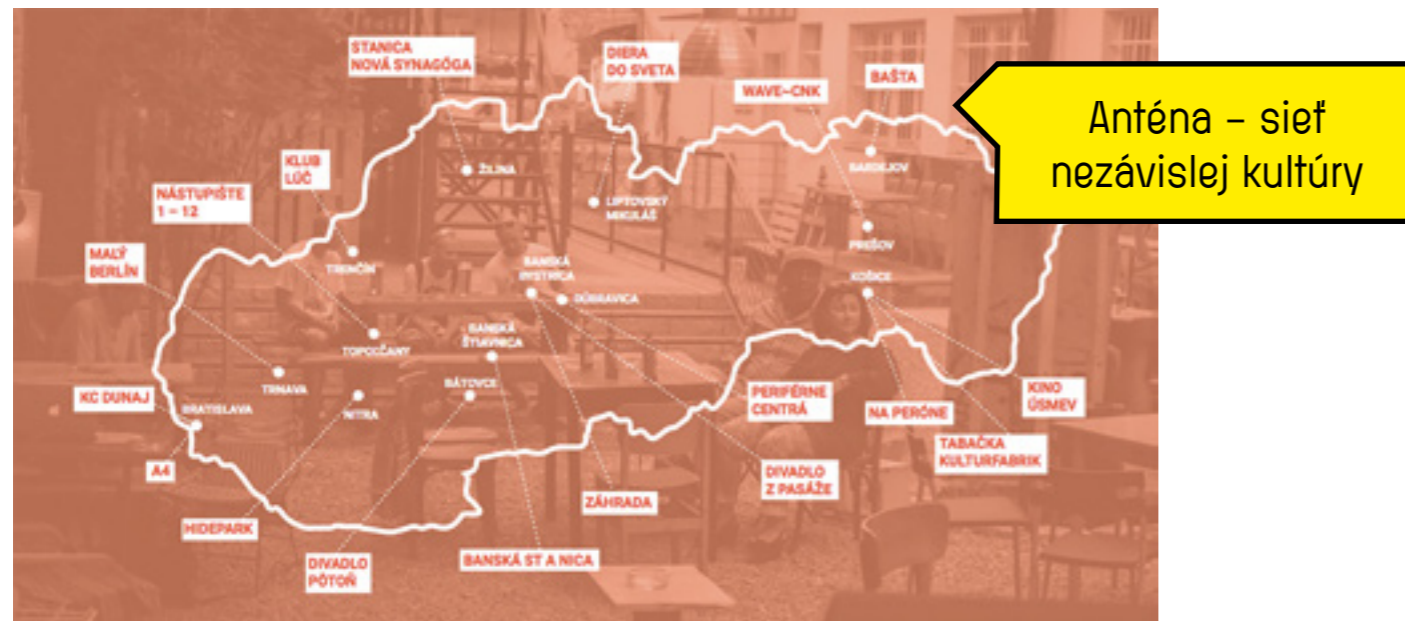 STANICA
NOVÁ SYNAGÓGA
DIERA
DO SVETA
WAVE–CNK
BAŠTA
Anténa – sieť
nezávislej kultúry
KLUB
LÚČ
ŽILINA
BARDEJOV
NÁSTUPIŠTE
1 – 12
LIPTOVSKÝ
MIKULÁŠ
PREŠOV
MALÝ
BERLÍN
TRENČÍN
BANSKÁ
BYSTRICA
DÚBRAVICA
KOŠICE
TOPOĽČANY
BANSKÁ
ŠTIAVNICA
TRNAVA
NITRA
BÁTOVCE
KC DUNAJ
BRATISLAVA
PERIFÉRNE
CENTRÁ
NA PERÓNE
KINO
ÚSMEV
A4
TABAČKA
KULTURFABRIK
DIVADLO
Z PASÁŽE
ZÁHRADA
HIDEPARK
DIVADLO
PÔTOŇ
BANSKÁ ST A NICA